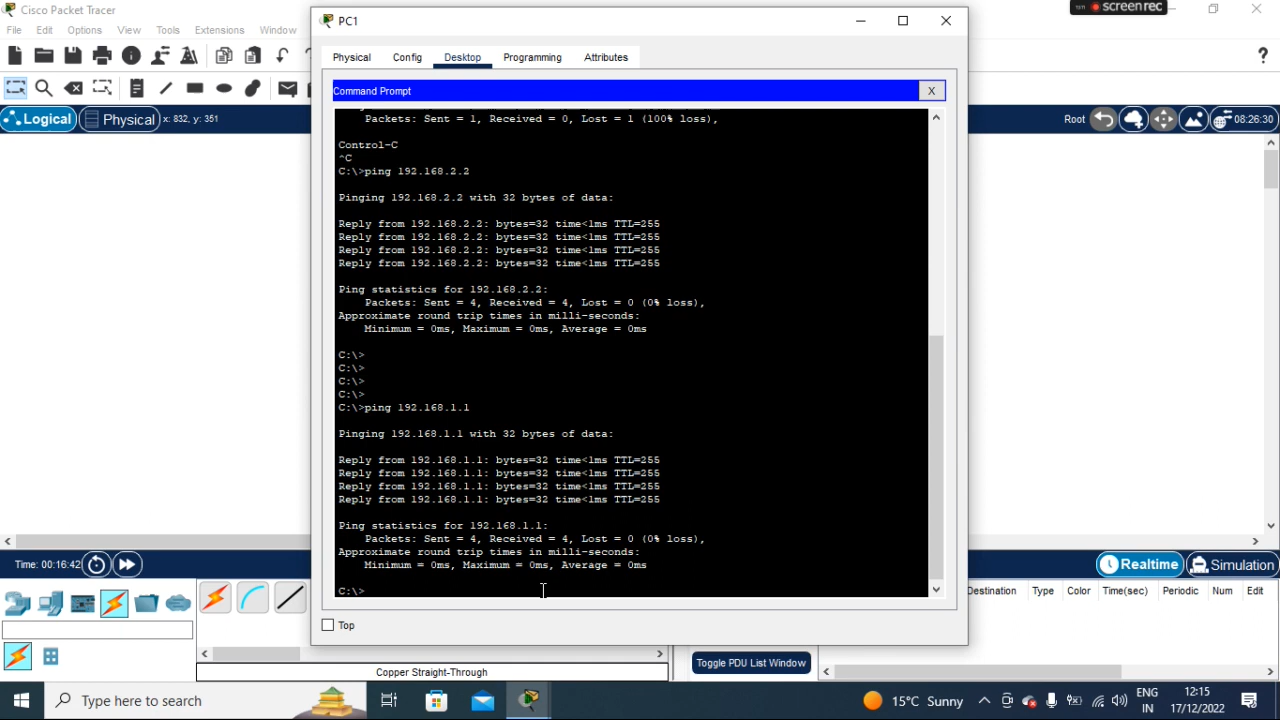 Cisco Packet Tracer
PC1
screenrec
File Edit Options View Tools Extensions Window
Physical Config Desktop Programming Attributes
?
Command Prompt
X
Logical Physical x: 832, y: 351
Root
08:26:30
Packets: Sent = 1, Received = 0, Lost = 1 (100% loss),
Control-C
^C
C:\>ping 192.168.2.2
Pinging 192.168.2.2 with 32 bytes of data:
Reply from 192.168.2.2: bytes=32 time<1ms TTL=255
Reply from 192.168.2.2: bytes=32 time<1ms TTL=255
Reply from 192.168.2.2: bytes=32 time<1ms TTL=255
Reply from 192.168.2.2: bytes=32 time<1ms TTL=255
Ping statistics for 192.168.2.2:
Packets: Sent = 4, Received = 4, Lost = 0 (0% loss),
Approximate round trip times in milli-seconds:
Minimum = 0ms, Maximum = 0ms, Average = 0ms
C:\>
C:\>
C:\>
C:\>
C:\>ping 192.168.1.1
Pinging 192.168.1.1 with 32 bytes of data:
Reply from 192.168.1.1: bytes=32 time<1ms TTL=255
Reply from 192.168.1.1: bytes=32 time<1ms TTL=255
Reply from 192.168.1.1: bytes=32 time<1ms TTL=255
Reply from 192.168.1.1: bytes=32 time<1ms TTL=255
Ping statistics for 192.168.1.1:
Packets: Sent = 4, Received = 4, Lost = 0 (0% loss),
Approximate round trip times in milli-seconds:
Minimum = 0ms, Maximum = 0ms, Average = 0ms
C:\>
Top
Time: 00:16:42
Realtime Simulation
Destination Type Color Time(sec) Periodic Num Edit
Toggle PDU List Window
Copper Straight-Through
Type here to search
15°C Sunny
ENG
IN
12:15
17/12/2022